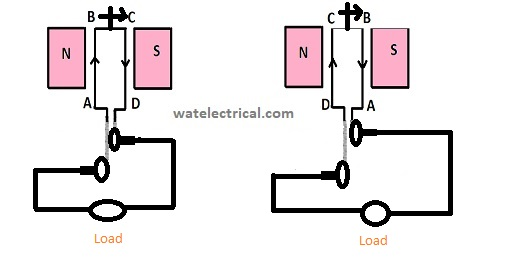 B C
N S
A D
Load
C B
N S
D A
Load
watelectrical.com